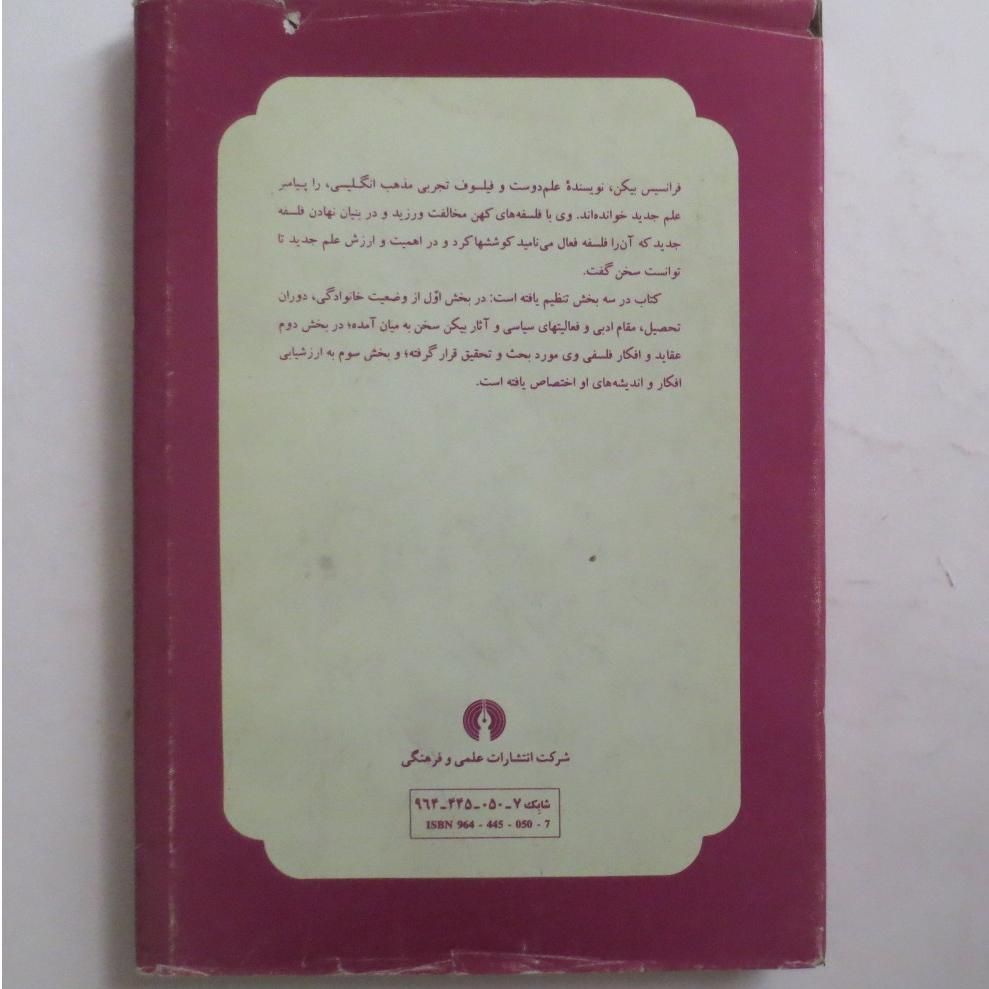 فرانسیس بیکن، نویسندهٔ علم‌دوست و فیلسوف تجربی مذهب انگلیسی، را پیامبر
علم جدید خوانده‌اند. وی با فلسفه‌های کهن مخالفت ورزید و در بنیان نهادن فلسفه
جدید که آن‌را فلسفه فعال می‌نامید کوششها کرد و در اهمیت و ارزش علم جدید تا
توانست سخن گفت.
کتاب در سه بخش تنظیم یافته است: در بخش اوّل از وضعیت خانوادگی، دوران
تحصیل، مقام ادبی و فعالیتهای سیاسی و آثار بیکن سخن به میان آمده؛ در بخش دوم
عقاید و افکار فلسفی وی مورد بحث و تحقیق قرار گرفته؛ و بخش سوم به ارزشیابی
افکار و اندیشه‌های او اختصاص یافته است.
شرکت انتشارات علمی و فرهنگی
شابک ۷-۰۵۰-۴۴۵-۹۶۴
ISBN 964 - 445 - 050 - 7